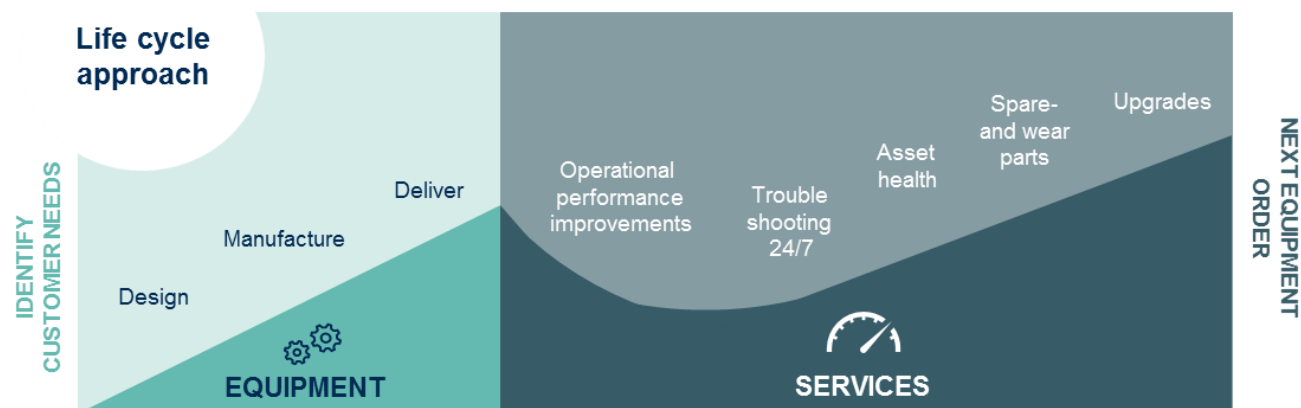 Life cycle
approach
IDENTIFY
CUSTOMER NEEDS
Design
Manufacture
Deliver
EQUIPMENT
Operational
performance
improvements
Trouble
shooting
24/7
Asset
health
Spare-
and wear
parts
Upgrades
SERVICES
NEXT EQUIPMENT
ORDER